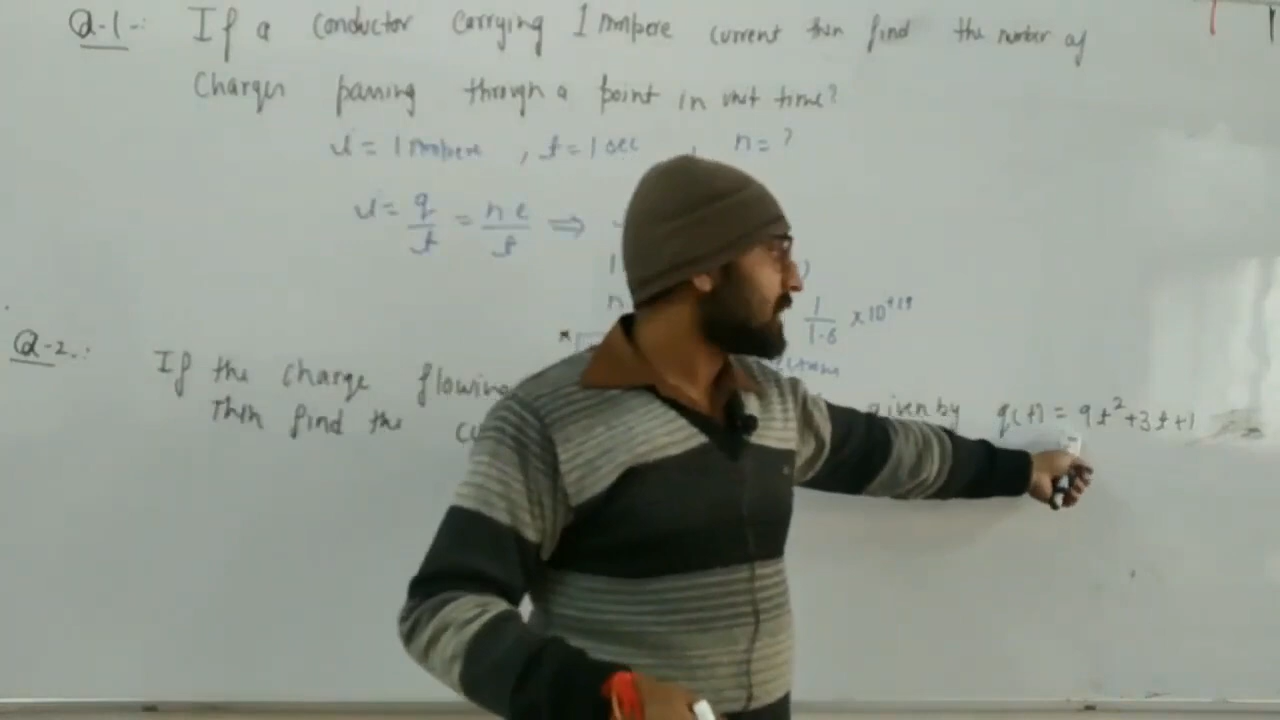 Q-1-: If a conductor carrying 1 Ampere current then find the number of
Charges passing through a point in unit time?
i = 1 Ampere , t = 1 sec , n = ?
i = q/t = ne/t ⇒
1
n 1/1.6 × 10^+19
Q-2.: If the charge flowing given by q(t) = 9t²+3t+1
Then find the